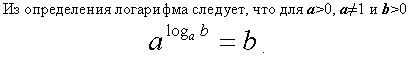 Из определения логарифма следует, что для a>0, a≠1 и b>0
a^{log_a b} = b .